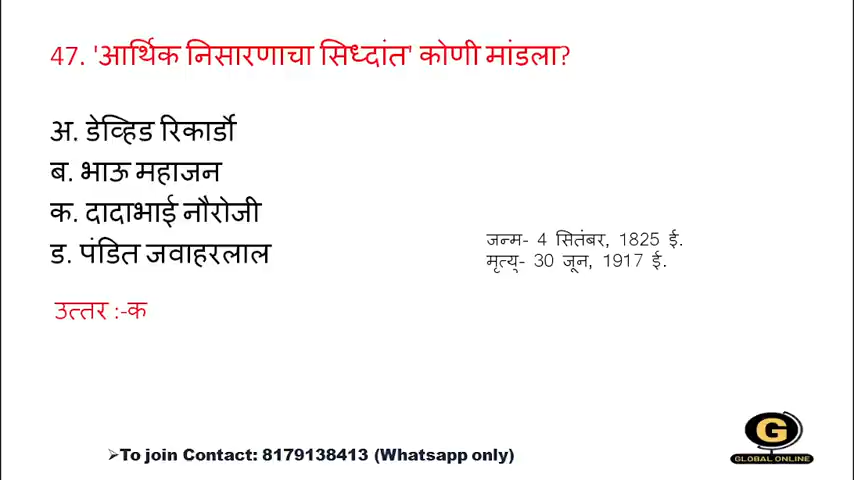 47. 'आर्थिक निसारणाचा सिध्दांत' कोणी मांडला?
अ. डेव्हिड रिकार्डो
ब. भाऊ महाजन
क. दादाभाई नौरोजी
ड. पंडित जवाहरलाल
जन्म- 4 सितंबर, 1825 ई.
मृत्यु- 30 जून, 1917 ई.
उत्तर :-क
➢To join Contact: 8179138413 (Whatsapp only)
G
GLOBAL ONLINE